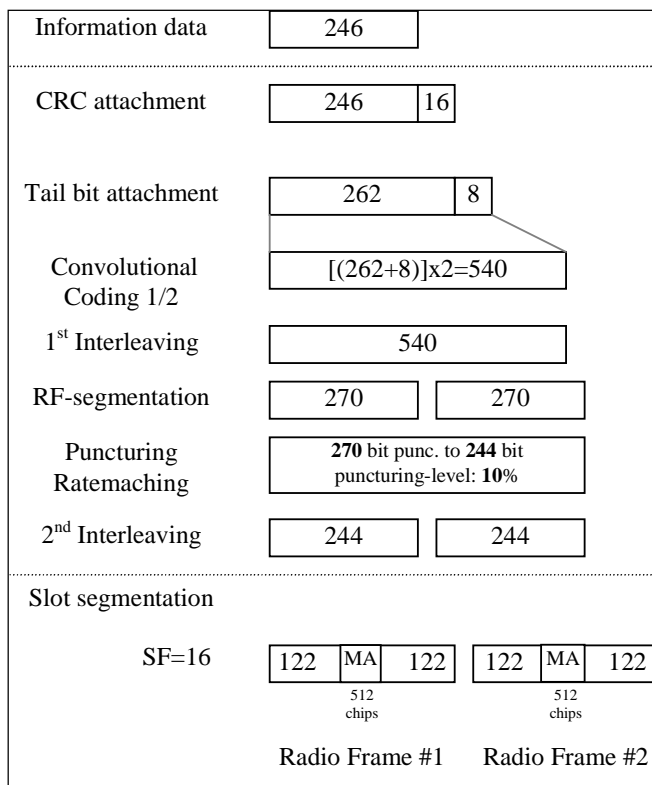 Information data
246
CRC attachment
246 16
Tail bit attachment
262 8
Convolutional
Coding 1/2
[(262+8)]x2=540
1st Interleaving
540
RF-segmentation
270 270
Puncturing
Ratemaching
270 bit punc. to 244 bit
puncturing-level: 10%
2nd Interleaving
244 244
Slot segmentation
SF=16
122 MA 122 122 MA 122
512
chips
512
chips
Radio Frame #1 Radio Frame #2